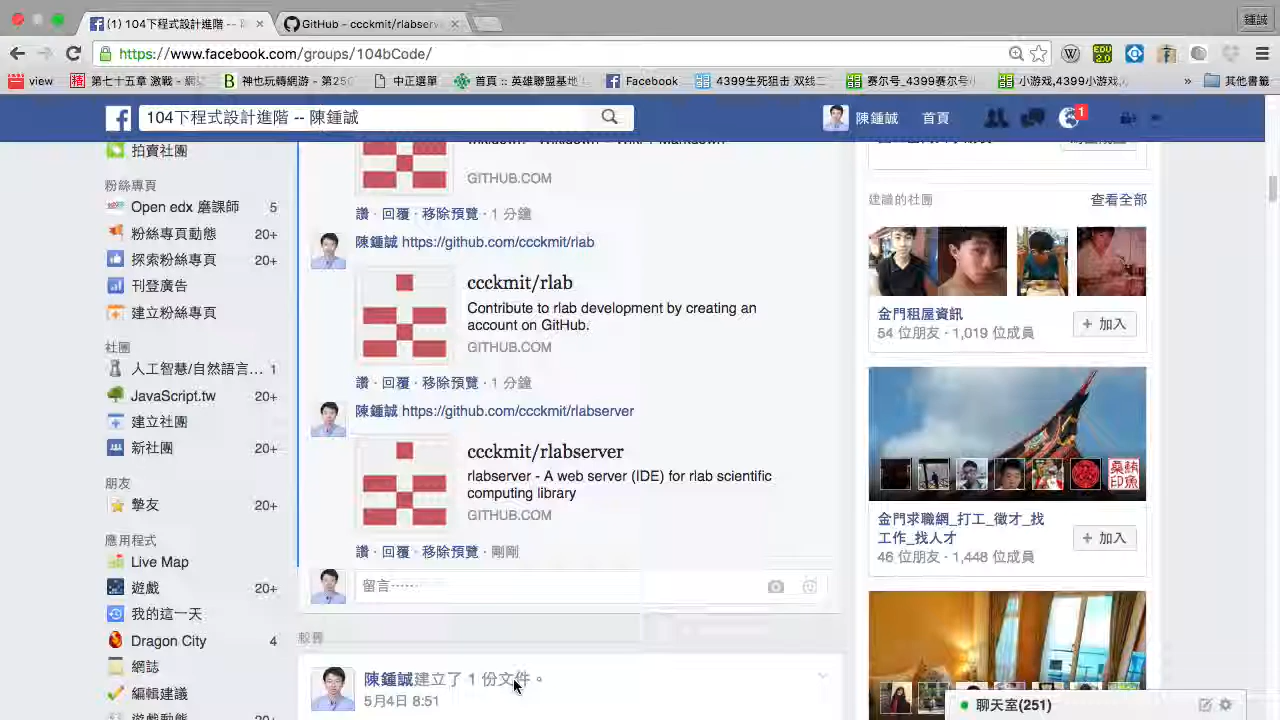 (1) 104下程式設計進階 --
GitHub - ccckmit/rlabserv
鍾誠
https://www.facebook.com/groups/104bCode/
view
第七十五章 激戰 - 網
神也玩轉網游 - 第250
中正選單
首頁 :: 英雄聯盟基地
Facebook
4399生死狙击 双线二
赛尔号_4399赛尔号
小游戏,4399小游戏,
»
其他書籤
104下程式設計進階 -- 陳鍾誠
陳鍾誠
首頁
1
拍賣社團
粉絲專頁
Open edx 磨課師 5
粉絲專頁動態 20+
探索粉絲專頁 20+
刊登廣告
建立粉絲專頁
社團
人工智慧/自然語言... 1
JavaScript.tw 20+
建立社團
新社團 20+
朋友
摯友 20+
應用程式
Live Map
遊戲 20+
我的這一天
Dragon City 4
網誌
編輯建議
遊戲動態 20+
GITHUB.COM
讚 · 回覆 · 移除預覽 · 1 分鐘
陳鍾誠 https://github.com/ccckmit/rlab
ccckmit/rlab
Contribute to rlab development by creating an
account on GitHub.
GITHUB.COM
讚 · 回覆 · 移除預覽 · 1 分鐘
陳鍾誠 https://github.com/ccckmit/rlabserver
ccckmit/rlabserver
rlabserver - A web server (IDE) for rlab scientific
computing library
GITHUB.COM
讚 · 回覆 · 移除預覽 · 剛剛
留言······
較舊
陳鍾誠建立了 1 份文件。
5月4日 8:51
建議的社團 查看全部
金門租屋資訊
54 位朋友 · 1,019 位成員
+ 加入
金門求職網_打工_徵才_找
工作_找人才
46 位朋友 · 1,448 位成員
+ 加入
聊天室(251)